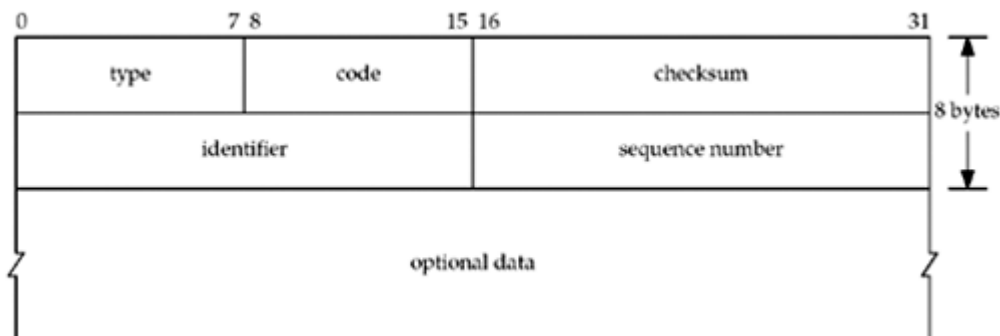 0 7 8 15 16 31
type code checksum
8 bytes
identifier sequence number
optional data